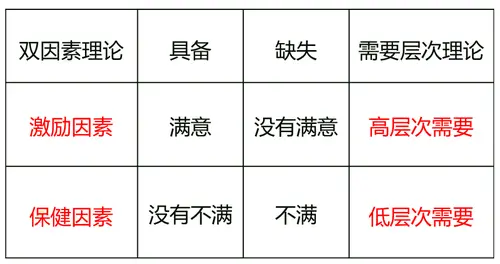 双因素理论 具备 缺失 需要层次理论
激励因素 满意 没有满意 高层次需要
保健因素 没有不满 不满 低层次需要